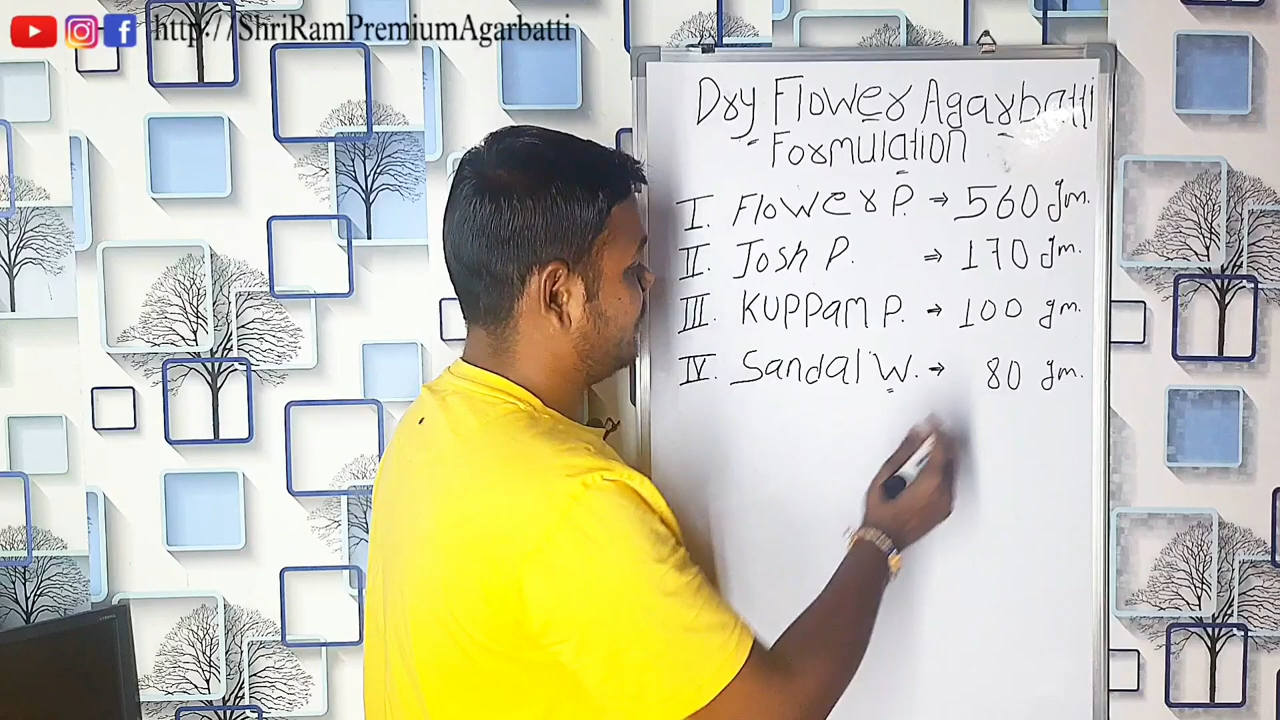 http://ShriRamPremiumAgarbatti
Dry Flower Agarbatti
Formulation
I. Flower P. → 560 gm.
II. Josh P. ⇒ 170 gm.
III. KUPPam P. → 100 gm.
IV. Sandal W. → 80 gm.